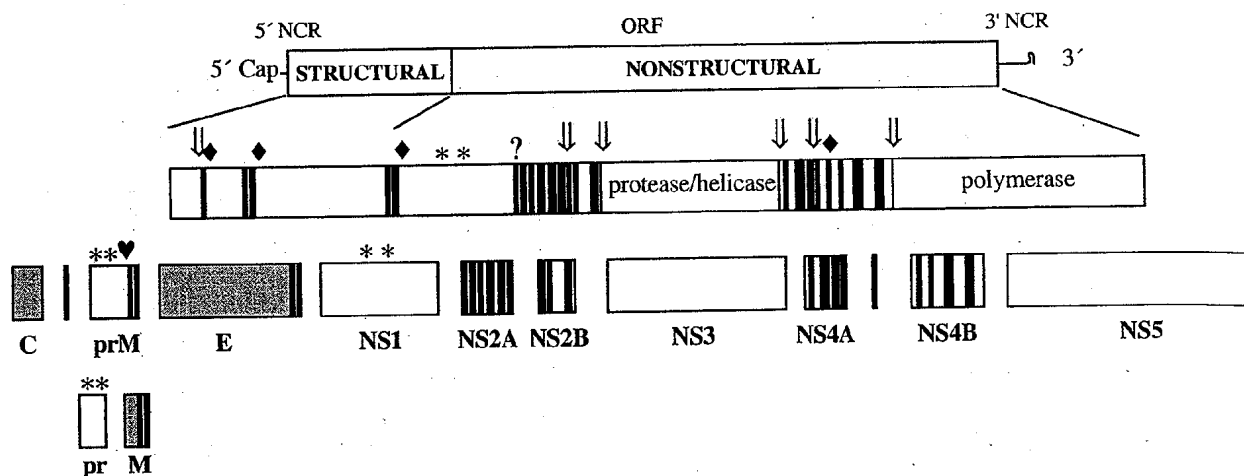 5´ NCR ORF 3' NCR
5´ Cap STRUCTURAL NONSTRUCTURAL 3´
* * ?
protease/helicase polymerase
**♥ * *
C prM E NS1 NS2A NS2B NS3 NS4A NS4B NS5
**
pr M